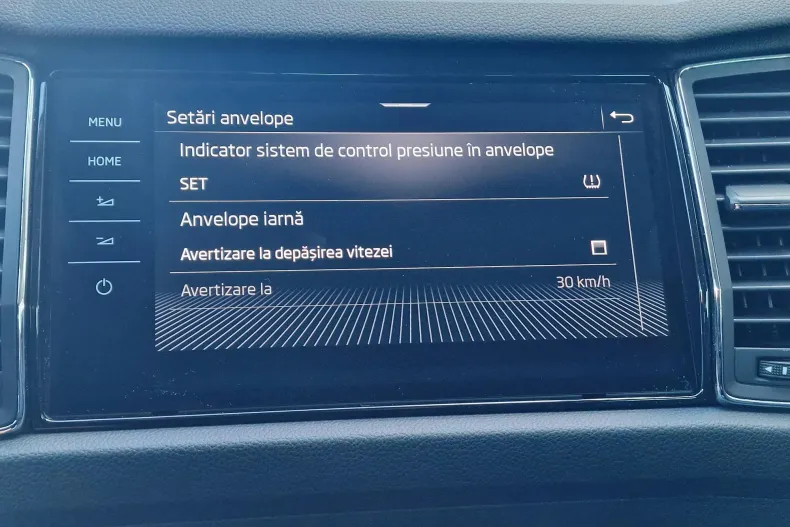 MENU
HOME
Setări anvelope
Indicator sistem de control presiune în anvelope
SET
Anvelope iarnă
Avertizare la depășirea vitezei
Avertizare la 30 km/h